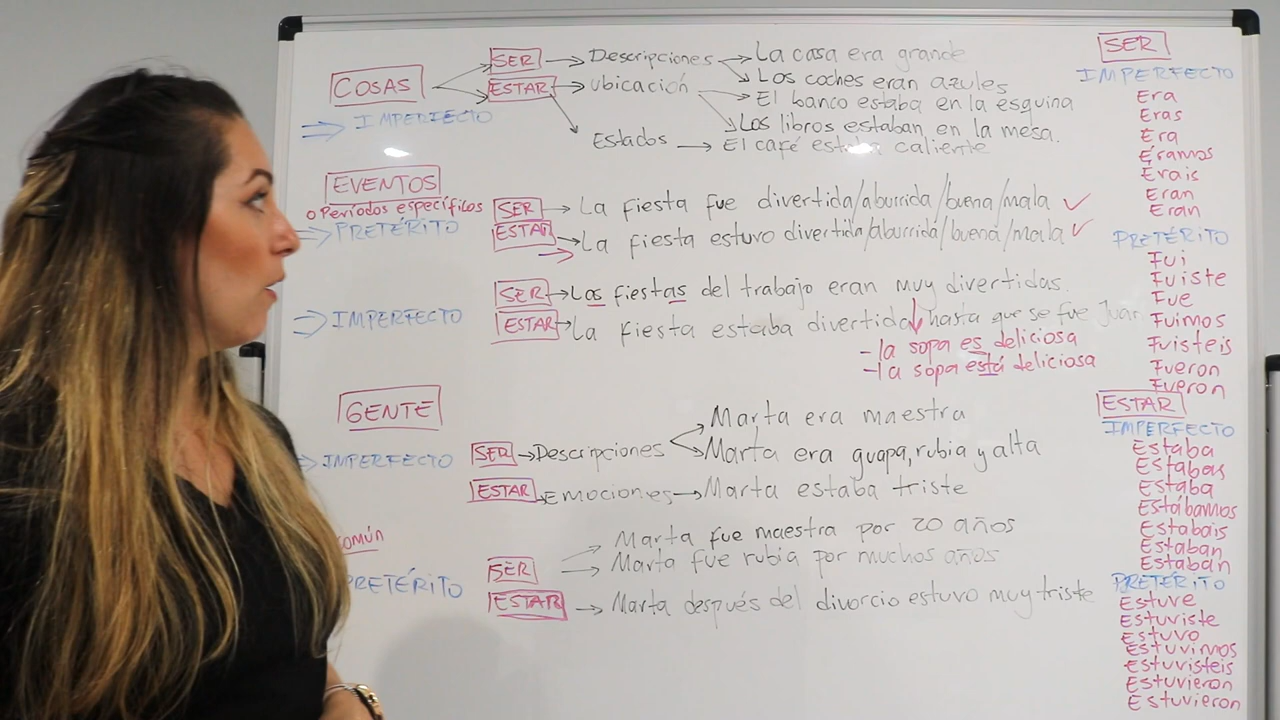 COSAS
IMPERFECTO
SER
Descripciones
La casa era grande
Los coches eran azules
ESTAR
ubicación
El banco estaba en la esquina
Los libros estaban en la mesa.
Estados
El café estaba caliente
EVENTOS
o Períodos específicos
PRETÉRITO
SER
La fiesta fue divertida/aburrida/buena/mala
ESTAR
La fiesta estuvo divertida/aburrida/buena/mala
IMPERFECTO
SER
Las fiestas del trabajo eran muy divertidas.
ESTAR
La fiesta estaba divertida hasta que se fue Juan
- la sopa es deliciosa
- la sopa está deliciosa
GENTE
IMPERFECTO
SER
Descripciones
Marta era maestra
Marta era guapa, rubia y alta
ESTAR
Emociones
Marta estaba triste
común
PRETÉRITO
SER
Marta fue maestra por 20 años
Marta fue rubia por muchos años
ESTAR
Marta después del divorcio estuvo muy triste
SER
IMPERFECTO
Era
Eras
Era
Éramos
Erais
Eran
Eran
PRETÉRITO
Fui
Fuiste
Fue
Fuimos
Fuisteis
Fueron
Fueron
ESTAR
IMPERFECTO
Estaba
Estabas
Estaba
Estábamos
Estabais
Estaban
Estaban
PRETÉRITO
Estuve
Estuviste
Estuvo
Estuvimos
Estuvisteis
Estuvieron
Estuvieron